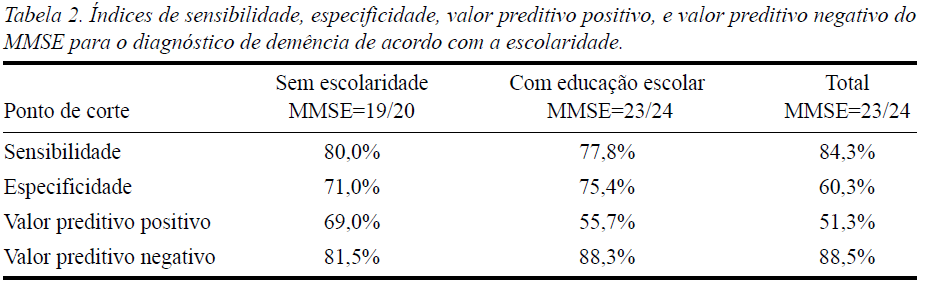 Tabela 2. Índices de sensibilidade, especificidade, valor preditivo positivo, e valor preditivo negativo do
MMSE para o diagnóstico de demência de acordo com a escolaridade.
Sem escolaridade Com educação escolar Total
Ponto de corte MMSE=19/20 MMSE=23/24 MMSE=23/24
Sensibilidade 80,0% 77,8% 84,3%
Especificidade 71,0% 75,4% 60,3%
Valor preditivo positivo 69,0% 55,7% 51,3%
Valor preditivo negativo 81,5% 88,3% 88,5%